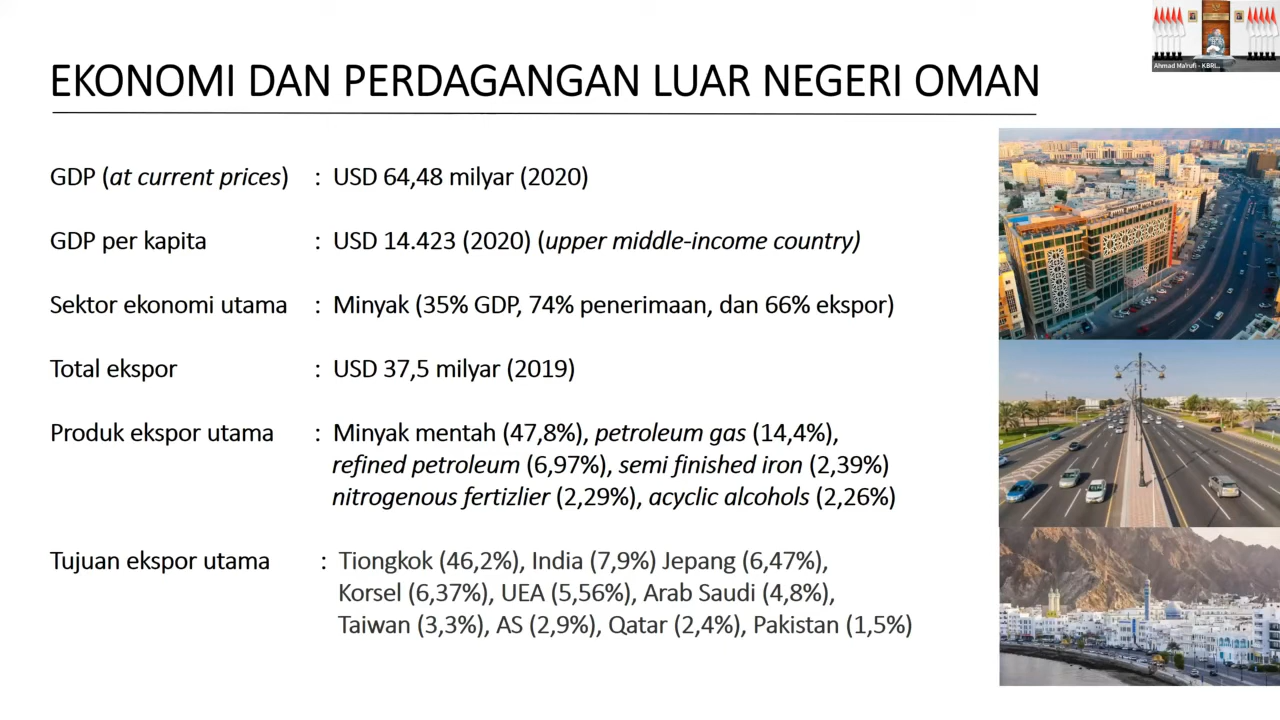 EKONOMI DAN PERDAGANGAN LUAR NEGERI OMAN
Ahmad Ma'rufi - KBRI...
GDP (at current prices) : USD 64,48 milyar (2020)
GDP per kapita : USD 14.423 (2020) (upper middle-income country)
Sektor ekonomi utama : Minyak (35% GDP, 74% penerimaan, dan 66% ekspor)
Total ekspor : USD 37,5 milyar (2019)
Produk ekspor utama : Minyak mentah (47,8%), petroleum gas (14,4%),
refined petroleum (6,97%), semi finished iron (2,39%)
nitrogenous fertizlier (2,29%), acyclic alcohols (2,26%)
Tujuan ekspor utama : Tiongkok (46,2%), India (7,9%) Jepang (6,47%),
Korsel (6,37%), UEA (5,56%), Arab Saudi (4,8%),
Taiwan (3,3%), AS (2,9%), Qatar (2,4%), Pakistan (1,5%)